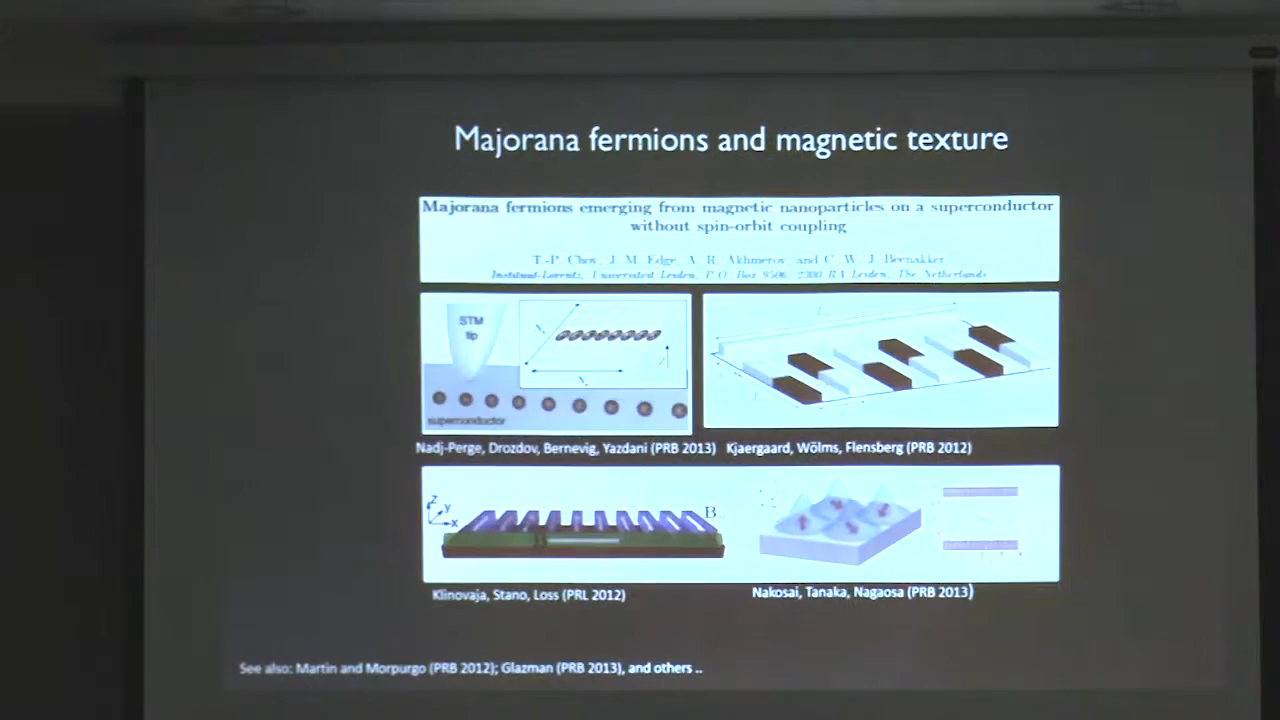 Majorana fermions and magnetic texture
Majorana fermions emerging from magnetic nanoparticles on a superconductor
without spin-orbit coupling
T.-P. Choy, J. M. Edge, A. R. Akhmerov, and C. W. J. Beenakker
Instituut-Lorentz, Universiteit Leiden, P.O. Box 9506, 2300 RA Leiden, The Netherlands
STM
tip
superconductor
Nadj-Perge, Drozdov, Bernevig, Yazdani (PRB 2013)
Kjaergaard, Wölms, Flensberg (PRB 2012)
z
y
x
B
Klinovaja, Stano, Loss (PRL 2012)
Nakosai, Tanaka, Nagaosa (PRB 2013)
See also: Martin and Morpurgo (PRB 2012); Glazman (PRB 2013), and others ..